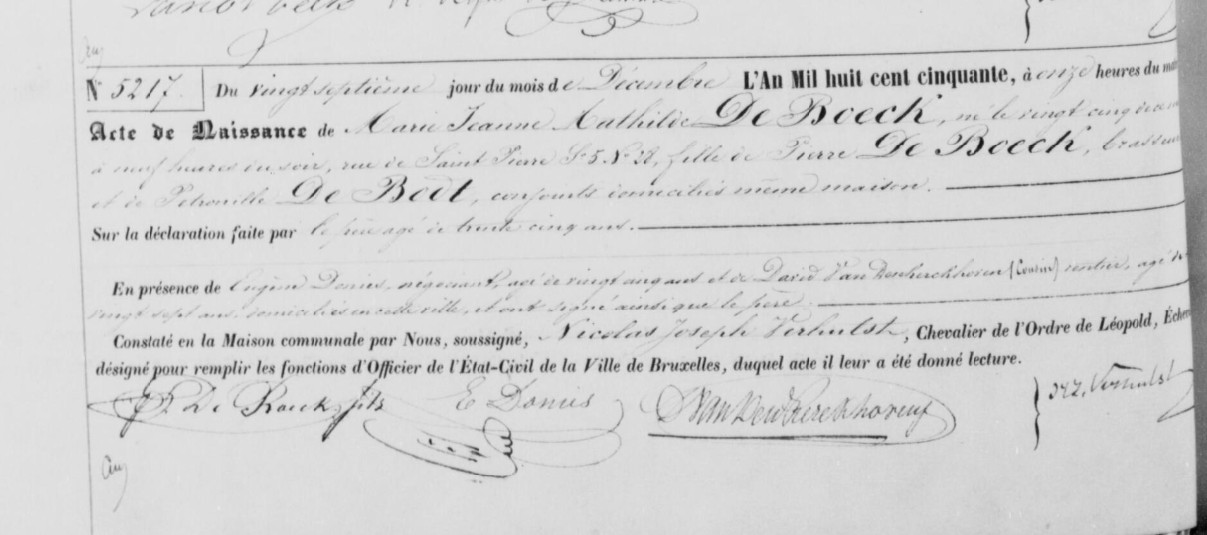 N° 5217. Du vingt septième jour du mois de Décembre L'An Mil huit cent cinquante, à onze heures du
Acte de Naissance de Marie Jeanne Mathilde De Boeck, né le vingt cinq
à neuf heures du soir, rue de Saint Pierre S.5 N° 28, fille de Pierre De Boeck, brasseur
et de Petronille De Bodt, conjoints domiciliés même maison.
Sur la déclaration faite par le père agé de trente cinq ans.
En présence de Eugène Donies, négociant, agé de vingt cinq ans et de David Van Denkerckhoven (Cousin) rentier, agé de
vingt sept ans domiciliés en cette ville, et ont signé ainsi que le père.
Constaté en la Maison communale par Nous, soussigné, Nicolas Joseph Verhulst, Chevalier de l'Ordre de Léopold,
désigné pour remplir les fonctions d'Officier de l'État-Civil de la Ville de Bruxelles, duquel acte il leur a été donné lecture.
P. De Boeck fils E Donies Verhulst